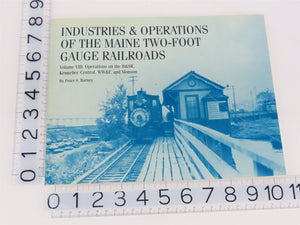 INDUSTRIES & OPERATIONS
OF THE MAINE TWO-FOOT
GAUGE RAILROADS
Volume VIII: Operations on the B&SR,
Kennebec Central, WW&F, and Monson
By Peter S. Barney
0 1 2 3 4 5 6 7 8 9
0 1 2 3 4 5 6 7 8 9 10 11